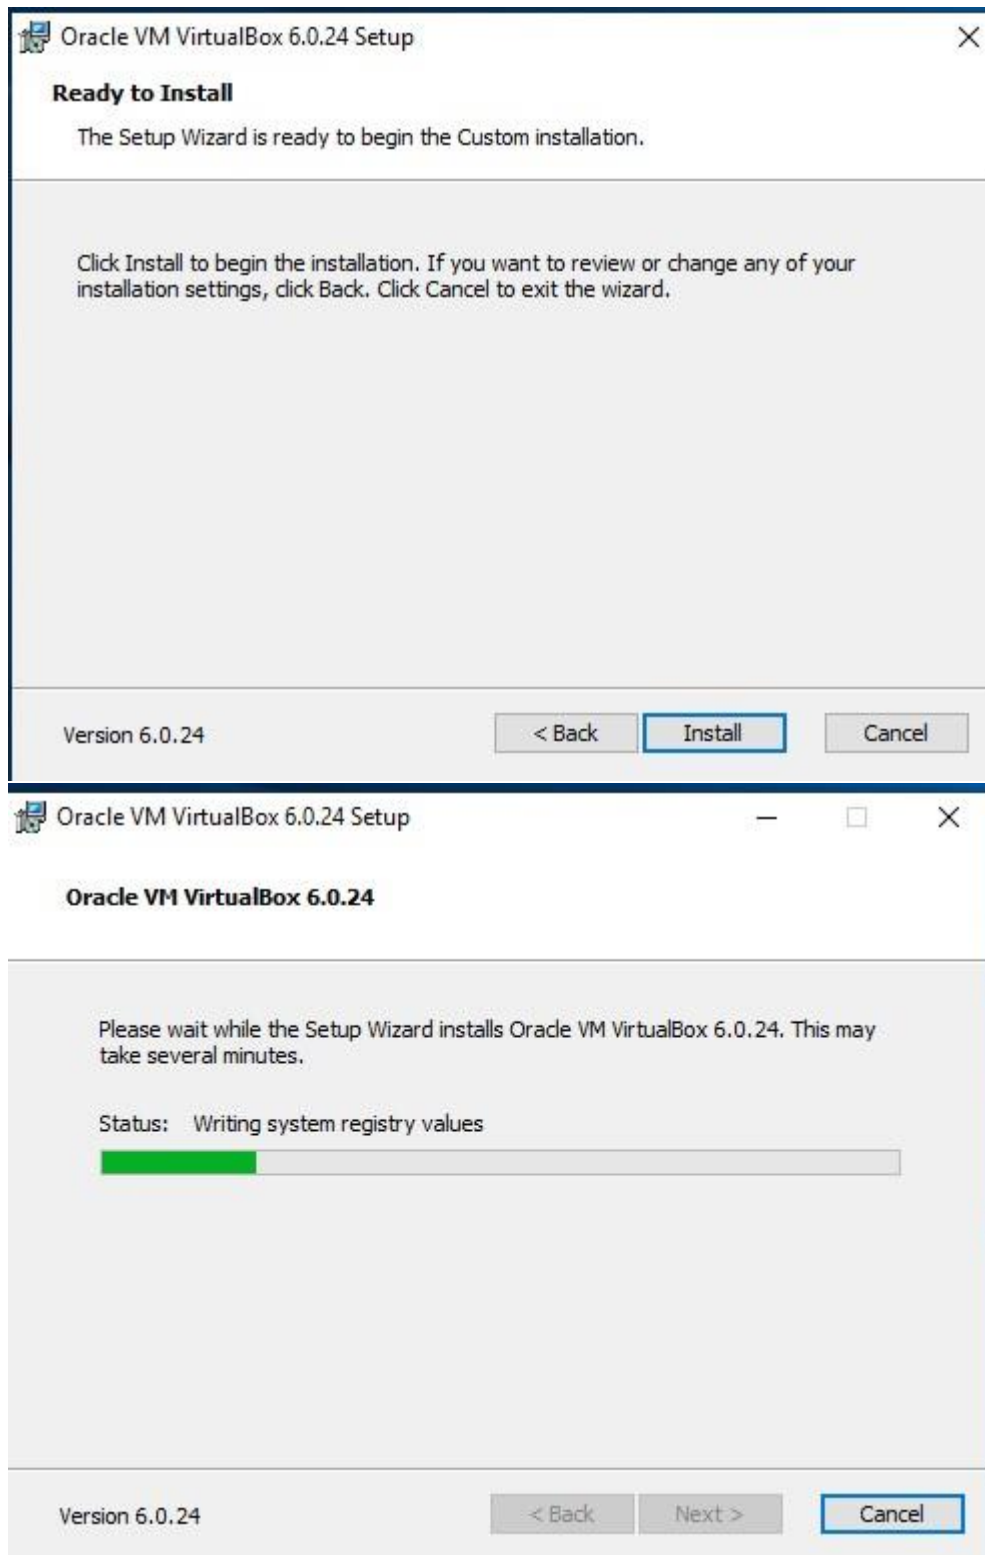 Oracle VM VirtualBox 6.0.24 Setup
Ready to Install
The Setup Wizard is ready to begin the Custom installation.
Click Install to begin the installation. If you want to review or change any of your
installation settings, click Back. Click Cancel to exit the wizard.
Version 6.0.24
< Back
Install
Cancel
Oracle VM VirtualBox 6.0.24 Setup
Oracle VM VirtualBox 6.0.24
Please wait while the Setup Wizard installs Oracle VM VirtualBox 6.0.24. This may
take several minutes.
Status: Writing system registry values
Version 6.0.24
< Back
Next >
Cancel